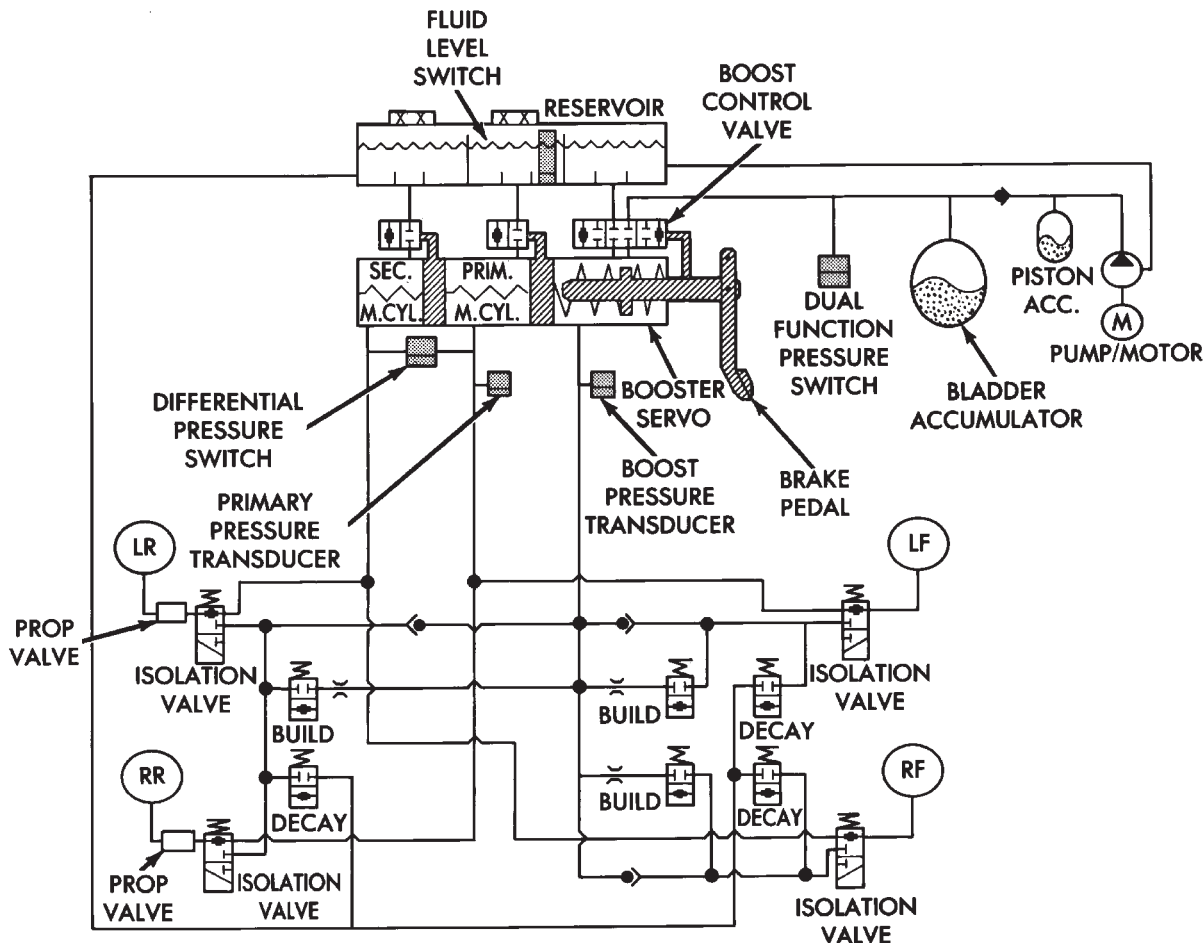 FLUID
LEVEL
SWITCH
RESERVOIR
BOOST
CONTROL
VALVE
SEC.
M.CYL.
PRIM.
M.CYL.
PISTON
ACC.
M
PUMP/MOTOR
DUAL
FUNCTION
PRESSURE
SWITCH
BLADDER
ACCUMULATOR
DIFFERENTIAL
PRESSURE
SWITCH
BOOSTER
SERVO
BRAKE
PEDAL
PRIMARY
PRESSURE
TRANSDUCER
BOOST
PRESSURE
TRANSDUCER
LR
LF
PROP
VALVE
ISOLATION
VALVE
ISOLATION
VALVE
BUILD
BUILD
DECAY
RR
RF
DECAY
BUILD
DECAY
PROP
VALVE
ISOLATION
VALVE
ISOLATION
VALVE